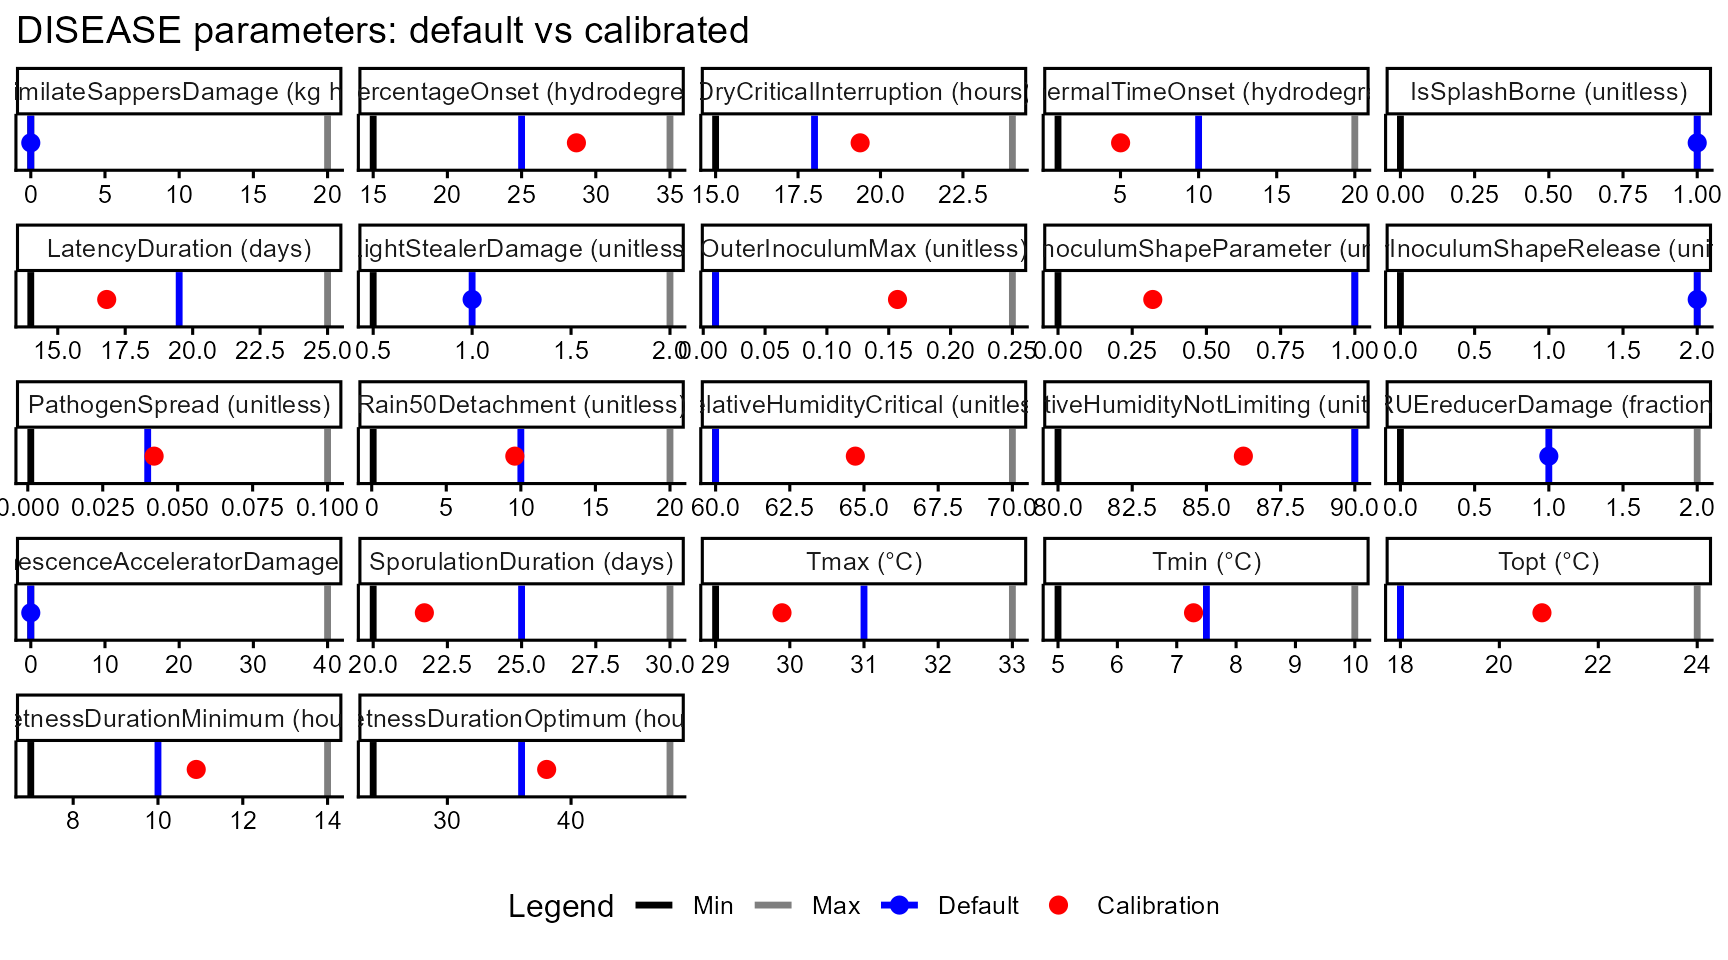 DISEASE parameters: default vs calibrated
imilateSappersDamage (kg h
ercentageOnset (hydrodegre
DryCriticalInterruption (hours)
ermalTimeOnset (hydrodegr
IsSplashBorne (unitless)
0 5 10 15 20
15 20 25 30 35
15.0 17.5 20.0 22.5
5 10 15 20
0.00 0.25 0.50 0.75 1.00
LatencyDuration (days)
ightStealerDamage (unitless
OuterInoculumMax (unitless)
noculumShapeParameter (un
InoculumShapeRelease (unit
15.0 17.5 20.0 22.5 25.0
0.5 1.0 1.5 2.0
0.00 0.05 0.10 0.15 0.20 0.25
0.00 0.25 0.50 0.75 1.00
0.0 0.5 1.0 1.5 2.0
PathogenSpread (unitless)
Rain50Detachment (unitless)
elativeHumidityCritical (unitles
tiveHumidityNotLimiting (unit
RUEreducerDamage (fraction
0.000 0.025 0.050 0.075 0.100
0 5 10 15 20
60.0 62.5 65.0 67.5 70.0
80.0 82.5 85.0 87.5 90.0
0.0 0.5 1.0 1.5 2.0
escenceAcceleratorDamage
SporulationDuration (days)
Tmax (°C)
Tmin (°C)
Topt (°C)
0 10 20 30 40
20.0 22.5 25.0 27.5 30.0
29 30 31 32 33
5 6 7 8 9 10
18 20 22 24
etnessDurationMinimum (hou
etnessDurationOptimum (hou
8 10 12 14
30 40
Legend Min Max Default Calibration